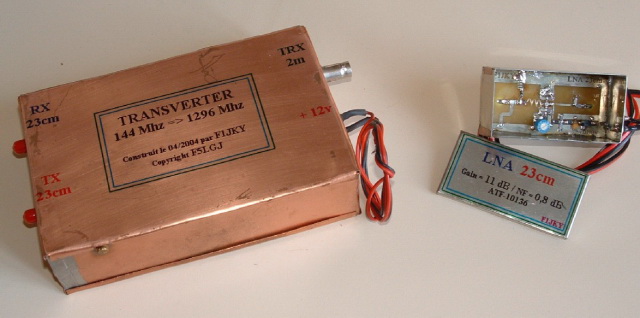 TRX
2m
RX
23cm
TRANSVERTER
144 Mhz => 1296 Mhz
Construit le 04/2004 par F1JKY
Copyright F5LGJ
+ 12v
TX
23cm
LNA 23cm
Gain = 11 dB / NF = 0,8 dB
ATF-10136
F1JKY